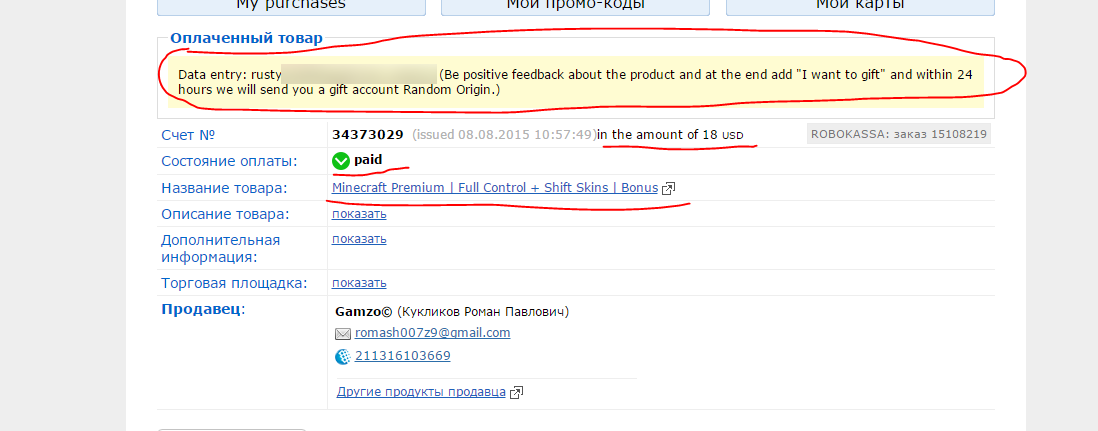 My purchases
Мои промо-коды
Мои карты
Оплаченный товар
Data entry: rusty (Be positive feedback about the product and at the end add "I want to gift" and within 24
hours we will send you a gift account Random Origin.)
Счет № 34373029 (issued 08.08.2015 10:57:49)in the amount of 18 USD ROBOKASSA: заказ 15108219
Состояние оплаты: paid
Название товара: Minecraft Premium | Full Control + Shift Skins | Bonus
Описание товара: показать
Дополнительная показать
информация:
Торговая площадка: показать
Продавец: Gamzo© (Кукликов Роман Павлович)
romash007z9@gmail.com
211316103669
Другие продукты продавца